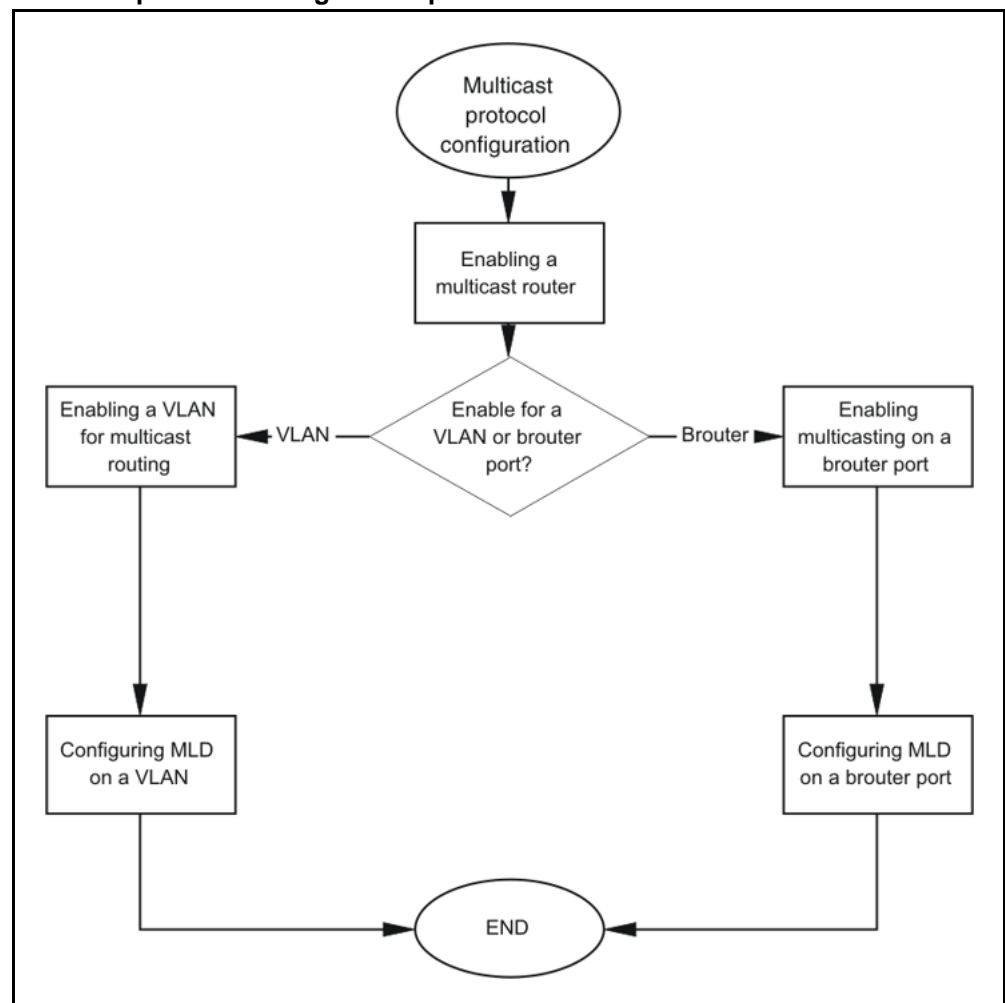 Multicast
protocol
configuration
Enabling a
multicast router
Enabling a VLAN
for multicast
routing
VLAN
Enable for a
VLAN or brouter
port?
Brouter
Enabling
multicasting on a
brouter port
Configuring MLD
on a VLAN
Configuring MLD
on a brouter port
END